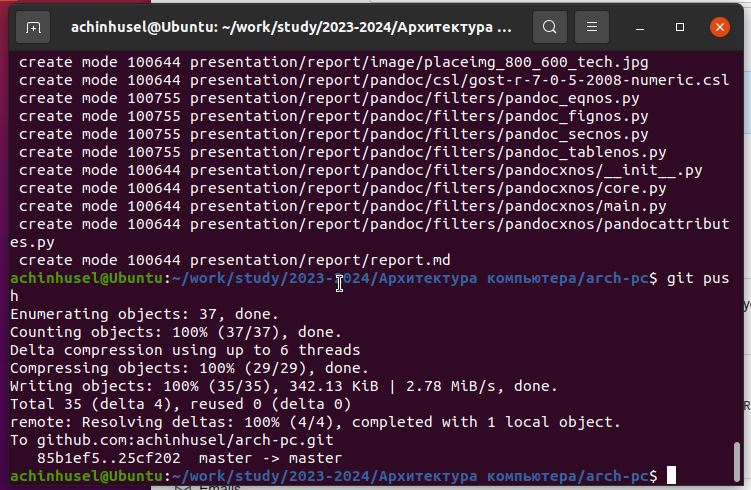 achinhusel@Ubuntu: ~/work/study/2023-2024/Архитектура ...
 create mode 100644 presentation/report/image/placeimg_800_600_tech.jpg
 create mode 100644 presentation/report/pandoc/csl/gost-r-7-0-5-2008-numeric.csl
 create mode 100755 presentation/report/pandoc/filters/pandoc_eqnos.py
 create mode 100755 presentation/report/pandoc/filters/pandoc_fignos.py
 create mode 100755 presentation/report/pandoc/filters/pandoc_secnos.py
 create mode 100755 presentation/report/pandoc/filters/pandoc_tablenos.py
 create mode 100644 presentation/report/pandoc/filters/pandocxnos/__init__.py
 create mode 100644 presentation/report/pandoc/filters/pandocxnos/core.py
 create mode 100644 presentation/report/pandoc/filters/pandocxnos/main.py
 create mode 100644 presentation/report/pandoc/filters/pandocxnos/pandocattribut
es.py
 create mode 100644 presentation/report/report.md
achinhusel@Ubuntu:~/work/study/2023-2024/Архитектура компьютера/arch-pc$ git pus
h
Enumerating objects: 37, done.
Counting objects: 100% (37/37), done.
Delta compression using up to 6 threads
Compressing objects: 100% (29/29), done.
Writing objects: 100% (35/35), 342.13 KiB | 2.78 MiB/s, done.
Total 35 (delta 4), reused 0 (delta 0)
remote: Resolving deltas: 100% (4/4), completed with 1 local object.
To github.com:achinhusel/arch-pc.git
   85b1ef5..25cf202  master -> master
achinhusel@Ubuntu:~/work/study/2023-2024/Архитектура компьютера/arch-pc$